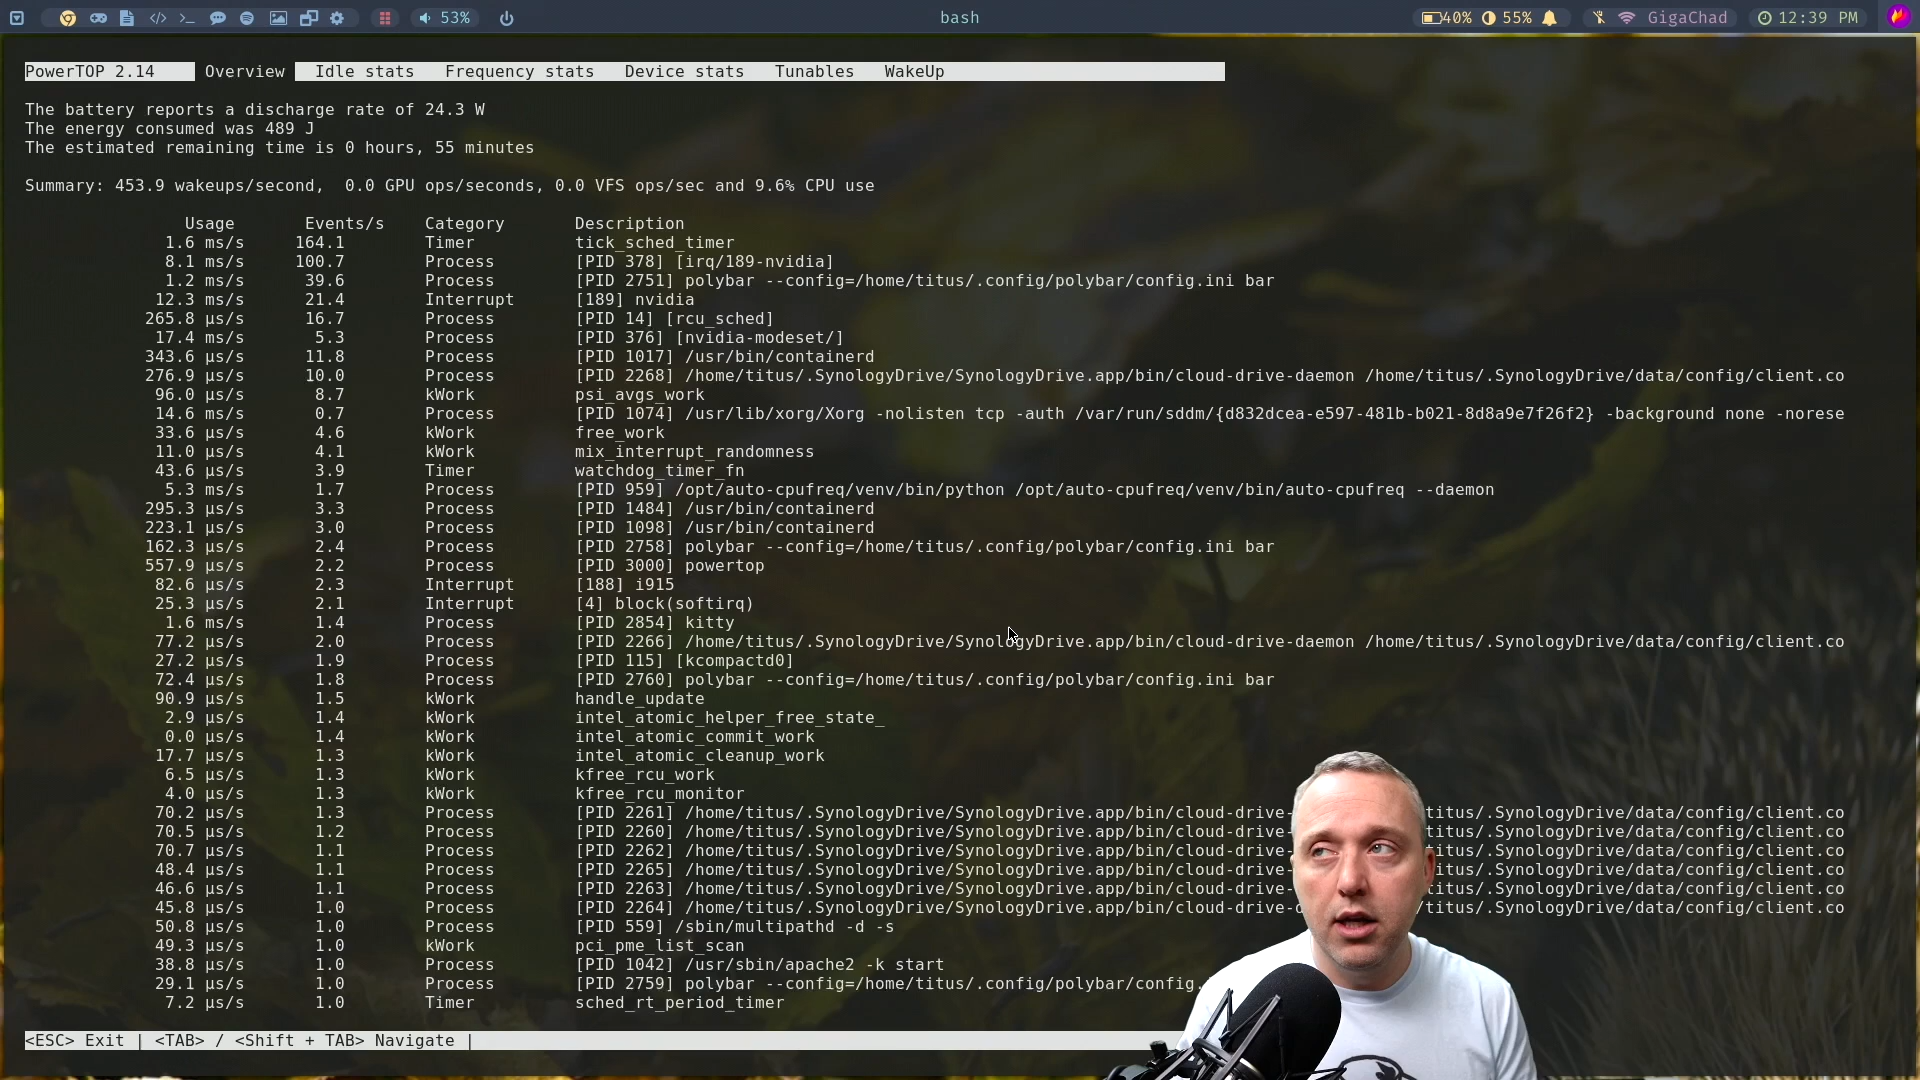 53%
bash
40% 55% GigaChad 12:39 PM
PowerTOP 2.14 Overview Idle stats Frequency stats Device stats Tunables WakeUp
The battery reports a discharge rate of 24.3 W
The energy consumed was 489 J
The estimated remaining time is 0 hours, 55 minutes
Summary: 453.9 wakeups/second, 0.0 GPU ops/seconds, 0.0 VFS ops/sec and 9.6% CPU use
Usage Events/s Category Description
1.6 ms/s 164.1 Timer tick_sched_timer
8.1 ms/s 100.7 Process [PID 378] [irq/189-nvidia]
1.2 ms/s 39.6 Process [PID 2751] polybar --config=/home/titus/.config/polybar/config.ini bar
12.3 ms/s 21.4 Interrupt [189] nvidia
265.8 µs/s 16.7 Process [PID 14] [rcu_sched]
17.4 ms/s 5.3 Process [PID 376] [nvidia-modeset/]
343.6 µs/s 11.8 Process [PID 1017] /usr/bin/containerd
276.9 µs/s 10.0 Process [PID 2268] /home/titus/.SynologyDrive/SynologyDrive.app/bin/cloud-drive-daemon /home/titus/.SynologyDrive/data/config/client.co
96.0 µs/s 8.7 kWork psi_avgs_work
14.6 ms/s 0.7 Process [PID 1074] /usr/lib/xorg/Xorg -nolisten tcp -auth /var/run/sddm/{d832dcea-e597-481b-b021-8d8a9e7f26f2} -background none -norese
33.6 µs/s 4.6 kWork free_work
11.0 µs/s 4.1 kWork mix_interrupt_randomness
43.6 µs/s 3.9 Timer watchdog_timer_fn
5.3 ms/s 1.7 Process [PID 959] /opt/auto-cpufreq/venv/bin/python /opt/auto-cpufreq/venv/bin/auto-cpufreq --daemon
295.3 µs/s 3.3 Process [PID 1484] /usr/bin/containerd
223.1 µs/s 3.0 Process [PID 1098] /usr/bin/containerd
162.3 µs/s 2.4 Process [PID 2758] polybar --config=/home/titus/.config/polybar/config.ini bar
557.9 µs/s 2.2 Process [PID 3000] powertop
82.6 µs/s 2.3 Interrupt [188] i915
25.3 µs/s 2.1 Interrupt [4] block(softirq)
1.6 ms/s 1.4 Process [PID 2854] kitty
77.2 µs/s 2.0 Process [PID 2266] /home/titus/.SynologyDrive/SynologyDrive.app/bin/cloud-drive-daemon /home/titus/.SynologyDrive/data/config/client.co
27.2 µs/s 1.9 Process [PID 115] [kcompactd0]
72.4 µs/s 1.8 Process [PID 2760] polybar --config=/home/titus/.config/polybar/config.ini bar
90.9 µs/s 1.5 kWork handle_update
2.9 µs/s 1.4 kWork intel_atomic_helper_free_state_
0.0 µs/s 1.4 kWork intel_atomic_commit_work
17.7 µs/s 1.3 kWork intel_atomic_cleanup_work
6.5 µs/s 1.3 kWork kfree_rcu_work
4.0 µs/s 1.3 kWork kfree_rcu_monitor
70.2 µs/s 1.3 Process [PID 2261] /home/titus/.SynologyDrive/SynologyDrive.app/bin/cloud-drive- titus/.SynologyDrive/data/config/client.co
70.5 µs/s 1.2 Process [PID 2260] /home/titus/.SynologyDrive/SynologyDrive.app/bin/cloud-drive- titus/.SynologyDrive/data/config/client.co
70.7 µs/s 1.1 Process [PID 2262] /home/titus/.SynologyDrive/SynologyDrive.app/bin/cloud-drive- titus/.SynologyDrive/data/config/client.co
48.4 µs/s 1.1 Process [PID 2265] /home/titus/.SynologyDrive/SynologyDrive.app/bin/cloud-drive- titus/.SynologyDrive/data/config/client.co
46.6 µs/s 1.1 Process [PID 2263] /home/titus/.SynologyDrive/SynologyDrive.app/bin/cloud-drive- titus/.SynologyDrive/data/config/client.co
45.8 µs/s 1.0 Process [PID 2264] /home/titus/.SynologyDrive/SynologyDrive.app/bin/cloud-drive- /titus/.SynologyDrive/data/config/client.co
50.8 µs/s 1.0 Process [PID 559] /sbin/multipathd -d -s
49.3 µs/s 1.0 kWork pci_pme_list_scan
38.8 µs/s 1.0 Process [PID 1042] /usr/sbin/apache2 -k start
29.1 µs/s 1.0 Process [PID 2759] polybar --config=/home/titus/.config/polybar/config.
7.2 µs/s 1.0 Timer sched_rt_period_timer
<ESC> Exit | <TAB> / <Shift + TAB> Navigate |